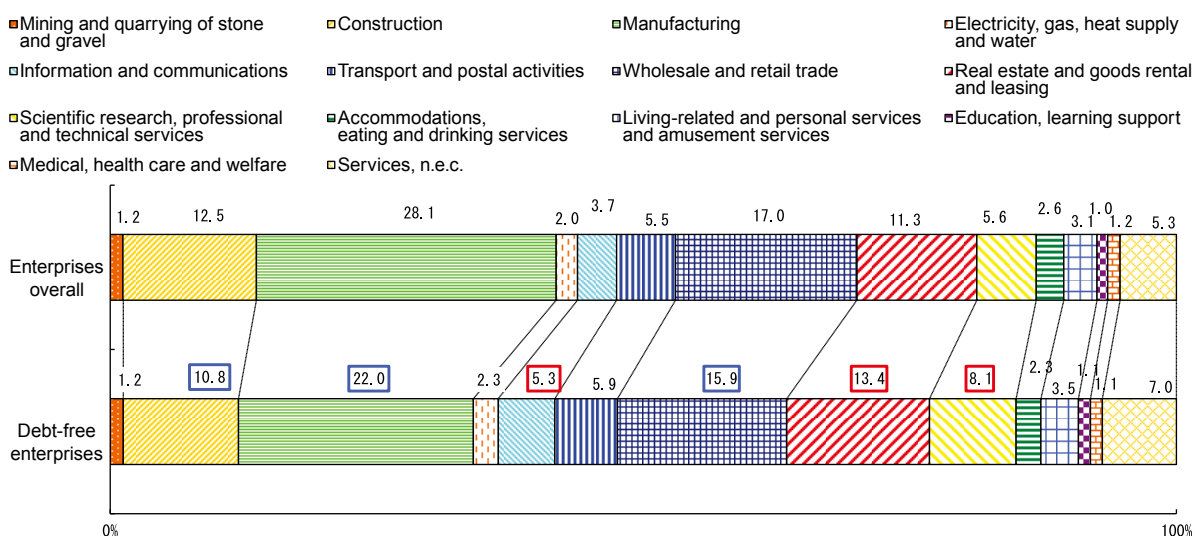 Mining and quarrying of stone
and gravel
Construction
Manufacturing
Electricity, gas, heat supply
and water
Information and communications
Transport and postal activities
Wholesale and retail trade
Real estate and goods rental
and leasing
Scientific research, professional
and technical services
Accommodations,
eating and drinking services
Living-related and personal services
and amusement services
Education, learning support
Medical, health care and welfare
Services, n.e.c.
1.2 12.5 28.1 2.0 3.7 5.5 17.0 11.3 5.6 2.6 3.1 1.0 1.2 5.3
Enterprises
overall
1.2 10.8 22.0 2.3 5.3 5.9 15.9 13.4 8.1 2.3 3.5 1.1 1.1 7.0
Debt-free
enterprises
0% 100%